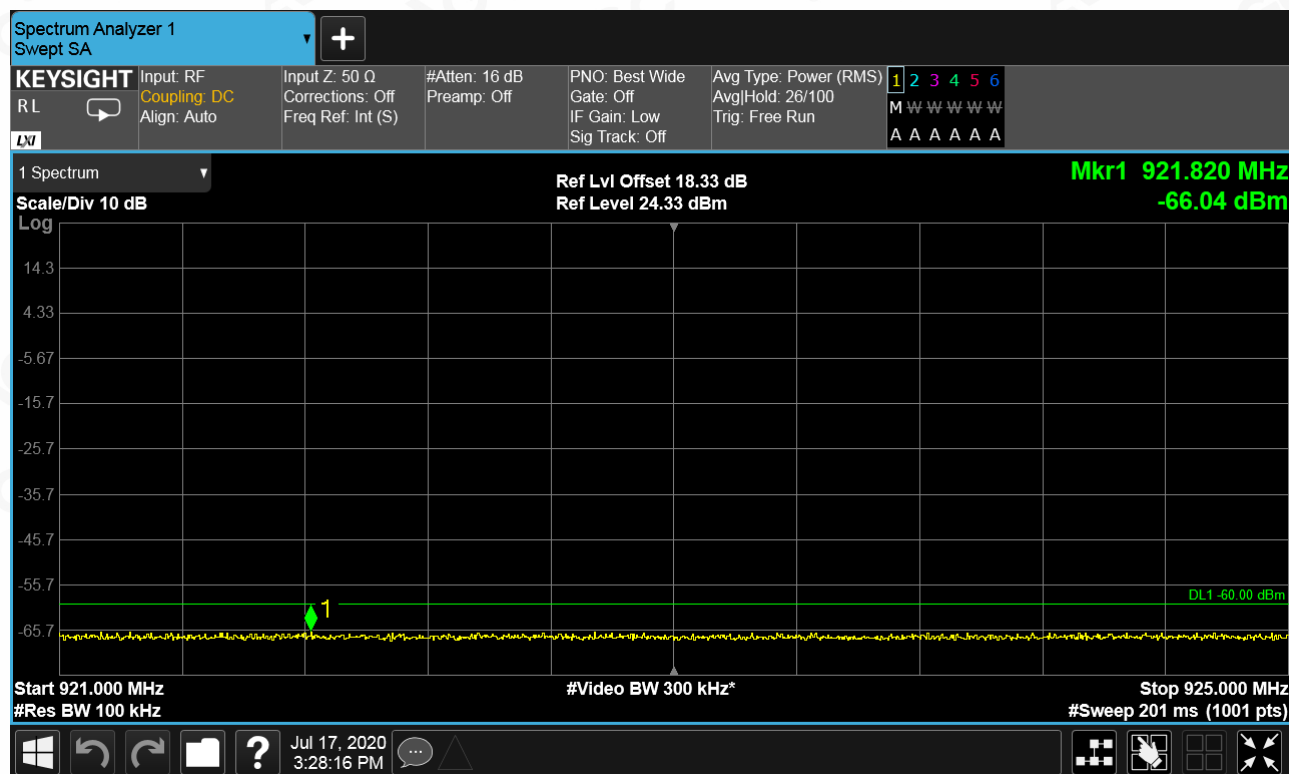 Spectrum Analyzer 1
Swept SA
KEYSIGHT
R L
LXI
Input: RF
Coupling: DC
Align: Auto
Input Z: 50 Ω
Corrections: Off
Freq Ref: Int (S)
#Atten: 16 dB
Preamp: Off
PNO: Best Wide
Gate: Off
IF Gain: Low
Sig Track: Off
Avg Type: Power (RMS)
Avg|Hold: 26/100
Trig: Free Run
1 2 3 4 5 6
M W W W W W
A A A A A A
1 Spectrum
Scale/Div 10 dB
Ref Lvl Offset 18.33 dB
Ref Level 24.33 dBm
Mkr1 921.820 MHz
-66.04 dBm
Log
14.3
4.33
-5.67
-15.7
-25.7
-35.7
-45.7
-55.7
DL1 -60.00 dBm
1
-65.7
Start 921.000 MHz
#Res BW 100 kHz
#Video BW 300 kHz*
Stop 925.000 MHz
#Sweep 201 ms (1001 pts)
?
Jul 17, 2020
3:28:16 PM